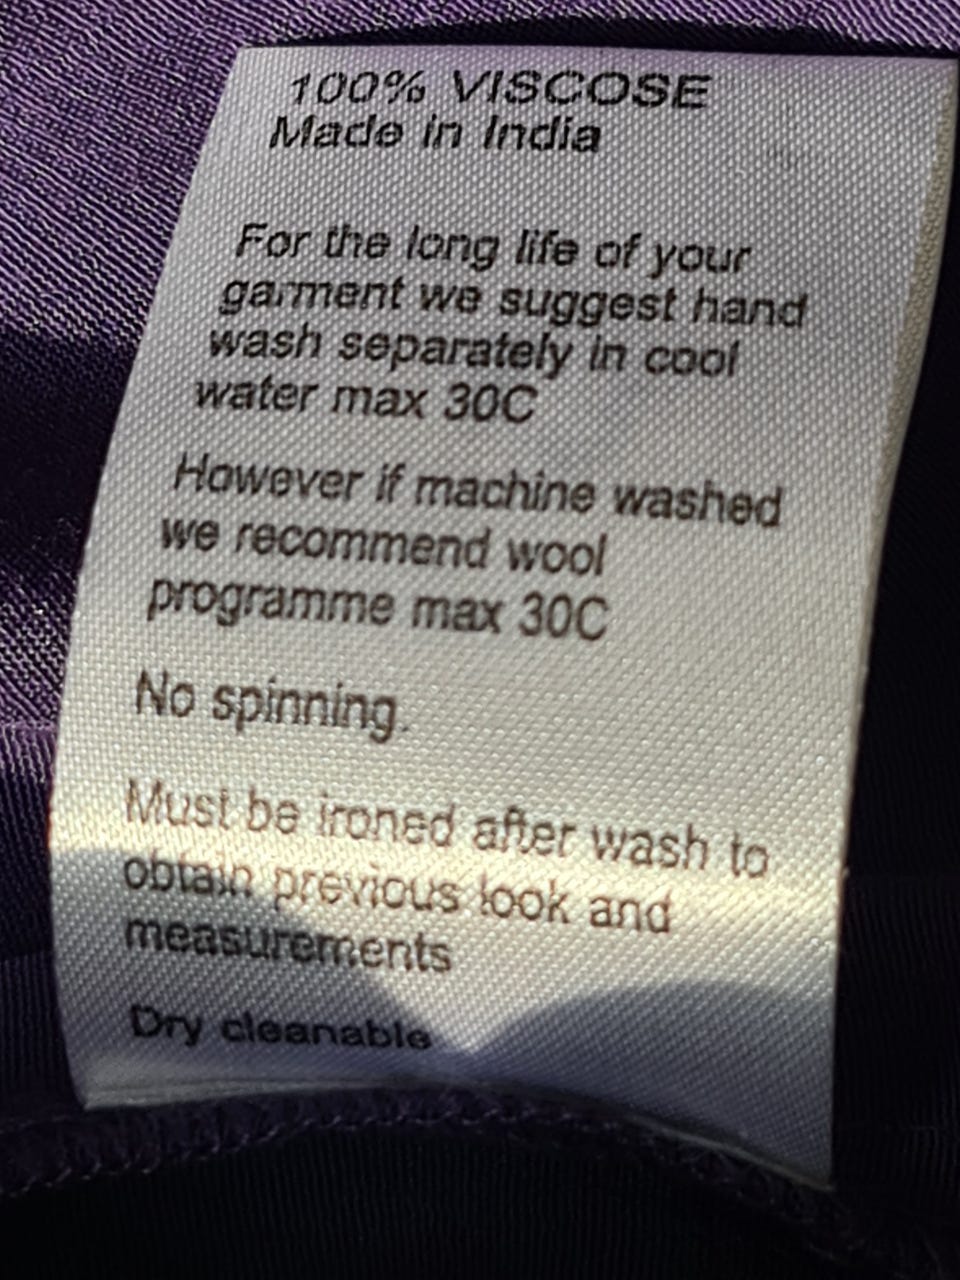 100% VISCOSE
Made in India
For the long life of your
garment we suggest hand
wash separately in cool
water max 30C
However if machine washed
we recommend wool
programme max 30C
No spinning.
Must be ironed after wash to
obtain previous look and
measurements
Dry cleanable